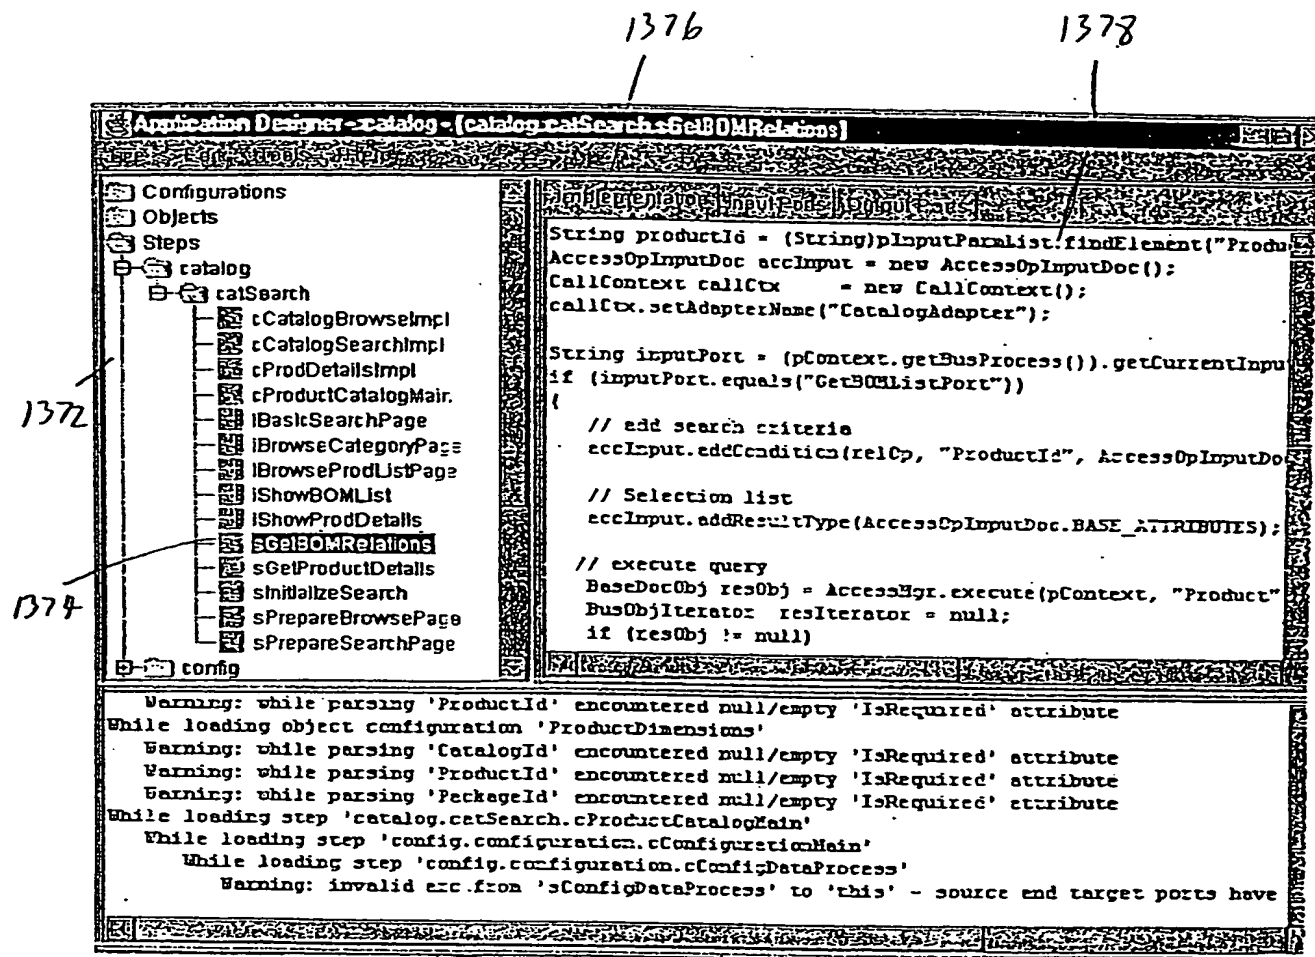 1376
1378
Application Designer - catalog - [catalog.catSearch.sGetBOMRelations]
Configurations
Objects
Steps
catalog
catSearch
cCatalogBrowseImpl
cCatalogSearchImpl
cProdDetailsImpl
cProductCatalogMain
iBasicSearchPage
iBrowseCategoryPage
iBrowseProdListPage
iShowBOMList
iShowProdDetails
sGetBOMRelations
sGetProductDetails
sInitializeSearch
sPrepareBrowsePage
sPrepareSearchPage
config
1372
1374
Implementation Input Pods Output Pods
String productId = (String)pInputParmList.findElement("Produ
AccessOpInputDoc accInput = new AccessOpInputDoc();
CallContext callCtx = new CallContext();
callCtx.setAdapterName("CatalogAdapter");
String inputPort = (pContext.getBusProcess()).getCurrentInpu
if (inputPort.equals("GetBOMListPort"))
{
// add search criteria
accInput.addCondition(relOp, "ProductId", AccessOpInputDo
// Selection list
accInput.addResultType(AccessOpInputDoc.BASE_ATTRIBUTES);
// execute query
BaseDocObj resObj = AccessMgr.execute(pContext, "Product"
BusObjIterator resIterator = null;
if (resObj != null)
Warning: while parsing 'ProductId' encountered null/empty 'IsRequired' attribute
While loading object configuration 'ProductDimensions'
Warning: while parsing 'CatalogId' encountered null/empty 'IsRequired' attribute
Warning: while parsing 'ProductId' encountered null/empty 'IsRequired' attribute
Warning: while parsing 'PackageId' encountered null/empty 'IsRequired' attribute
While loading step 'catalog.catSearch.cProductCatalogMain'
While loading step 'config.configuration.cConfigurationMain'
While loading step 'config.configuration.cConfigDataProcess'
Warning: invalid arc from 'sConfigDataProcess' to 'this' - source and target ports have